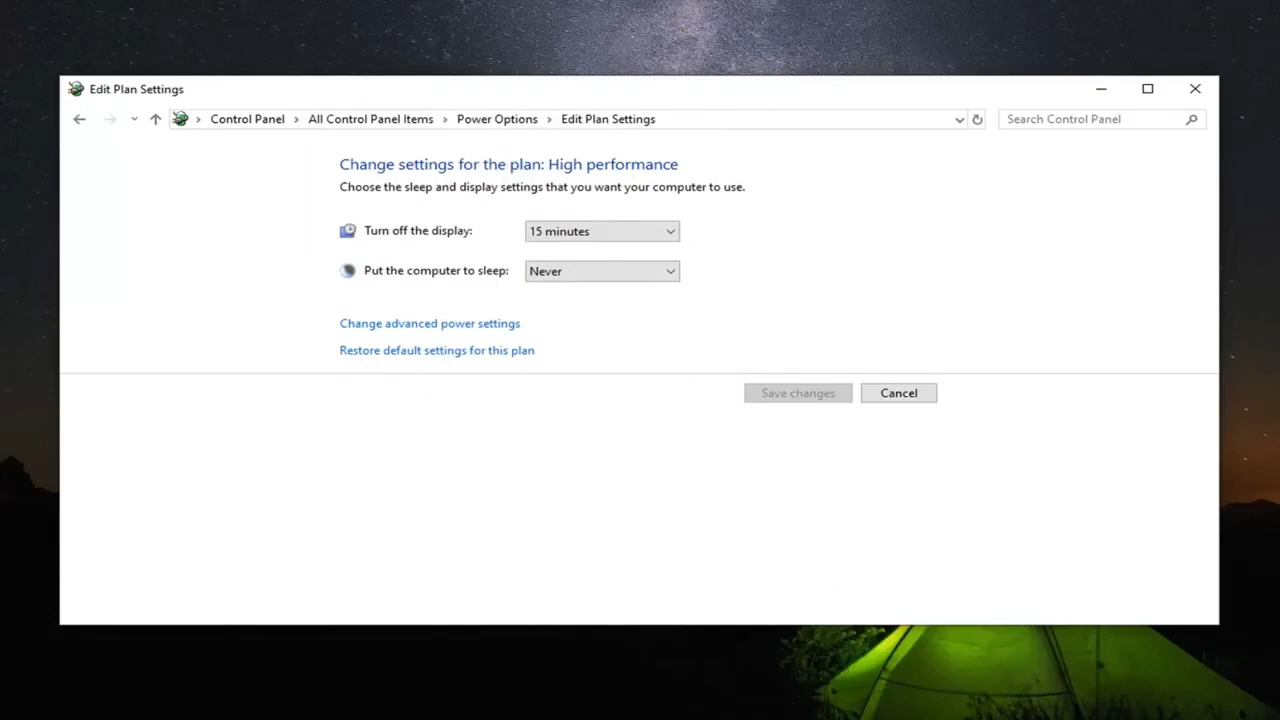 Edit Plan Settings
Control Panel > All Control Panel Items > Power Options > Edit Plan Settings
Search Control Panel
Change settings for the plan: High performance
Choose the sleep and display settings that you want your computer to use.
Turn off the display: 15 minutes
Put the computer to sleep: Never
Change advanced power settings
Restore default settings for this plan
Save changes Cancel